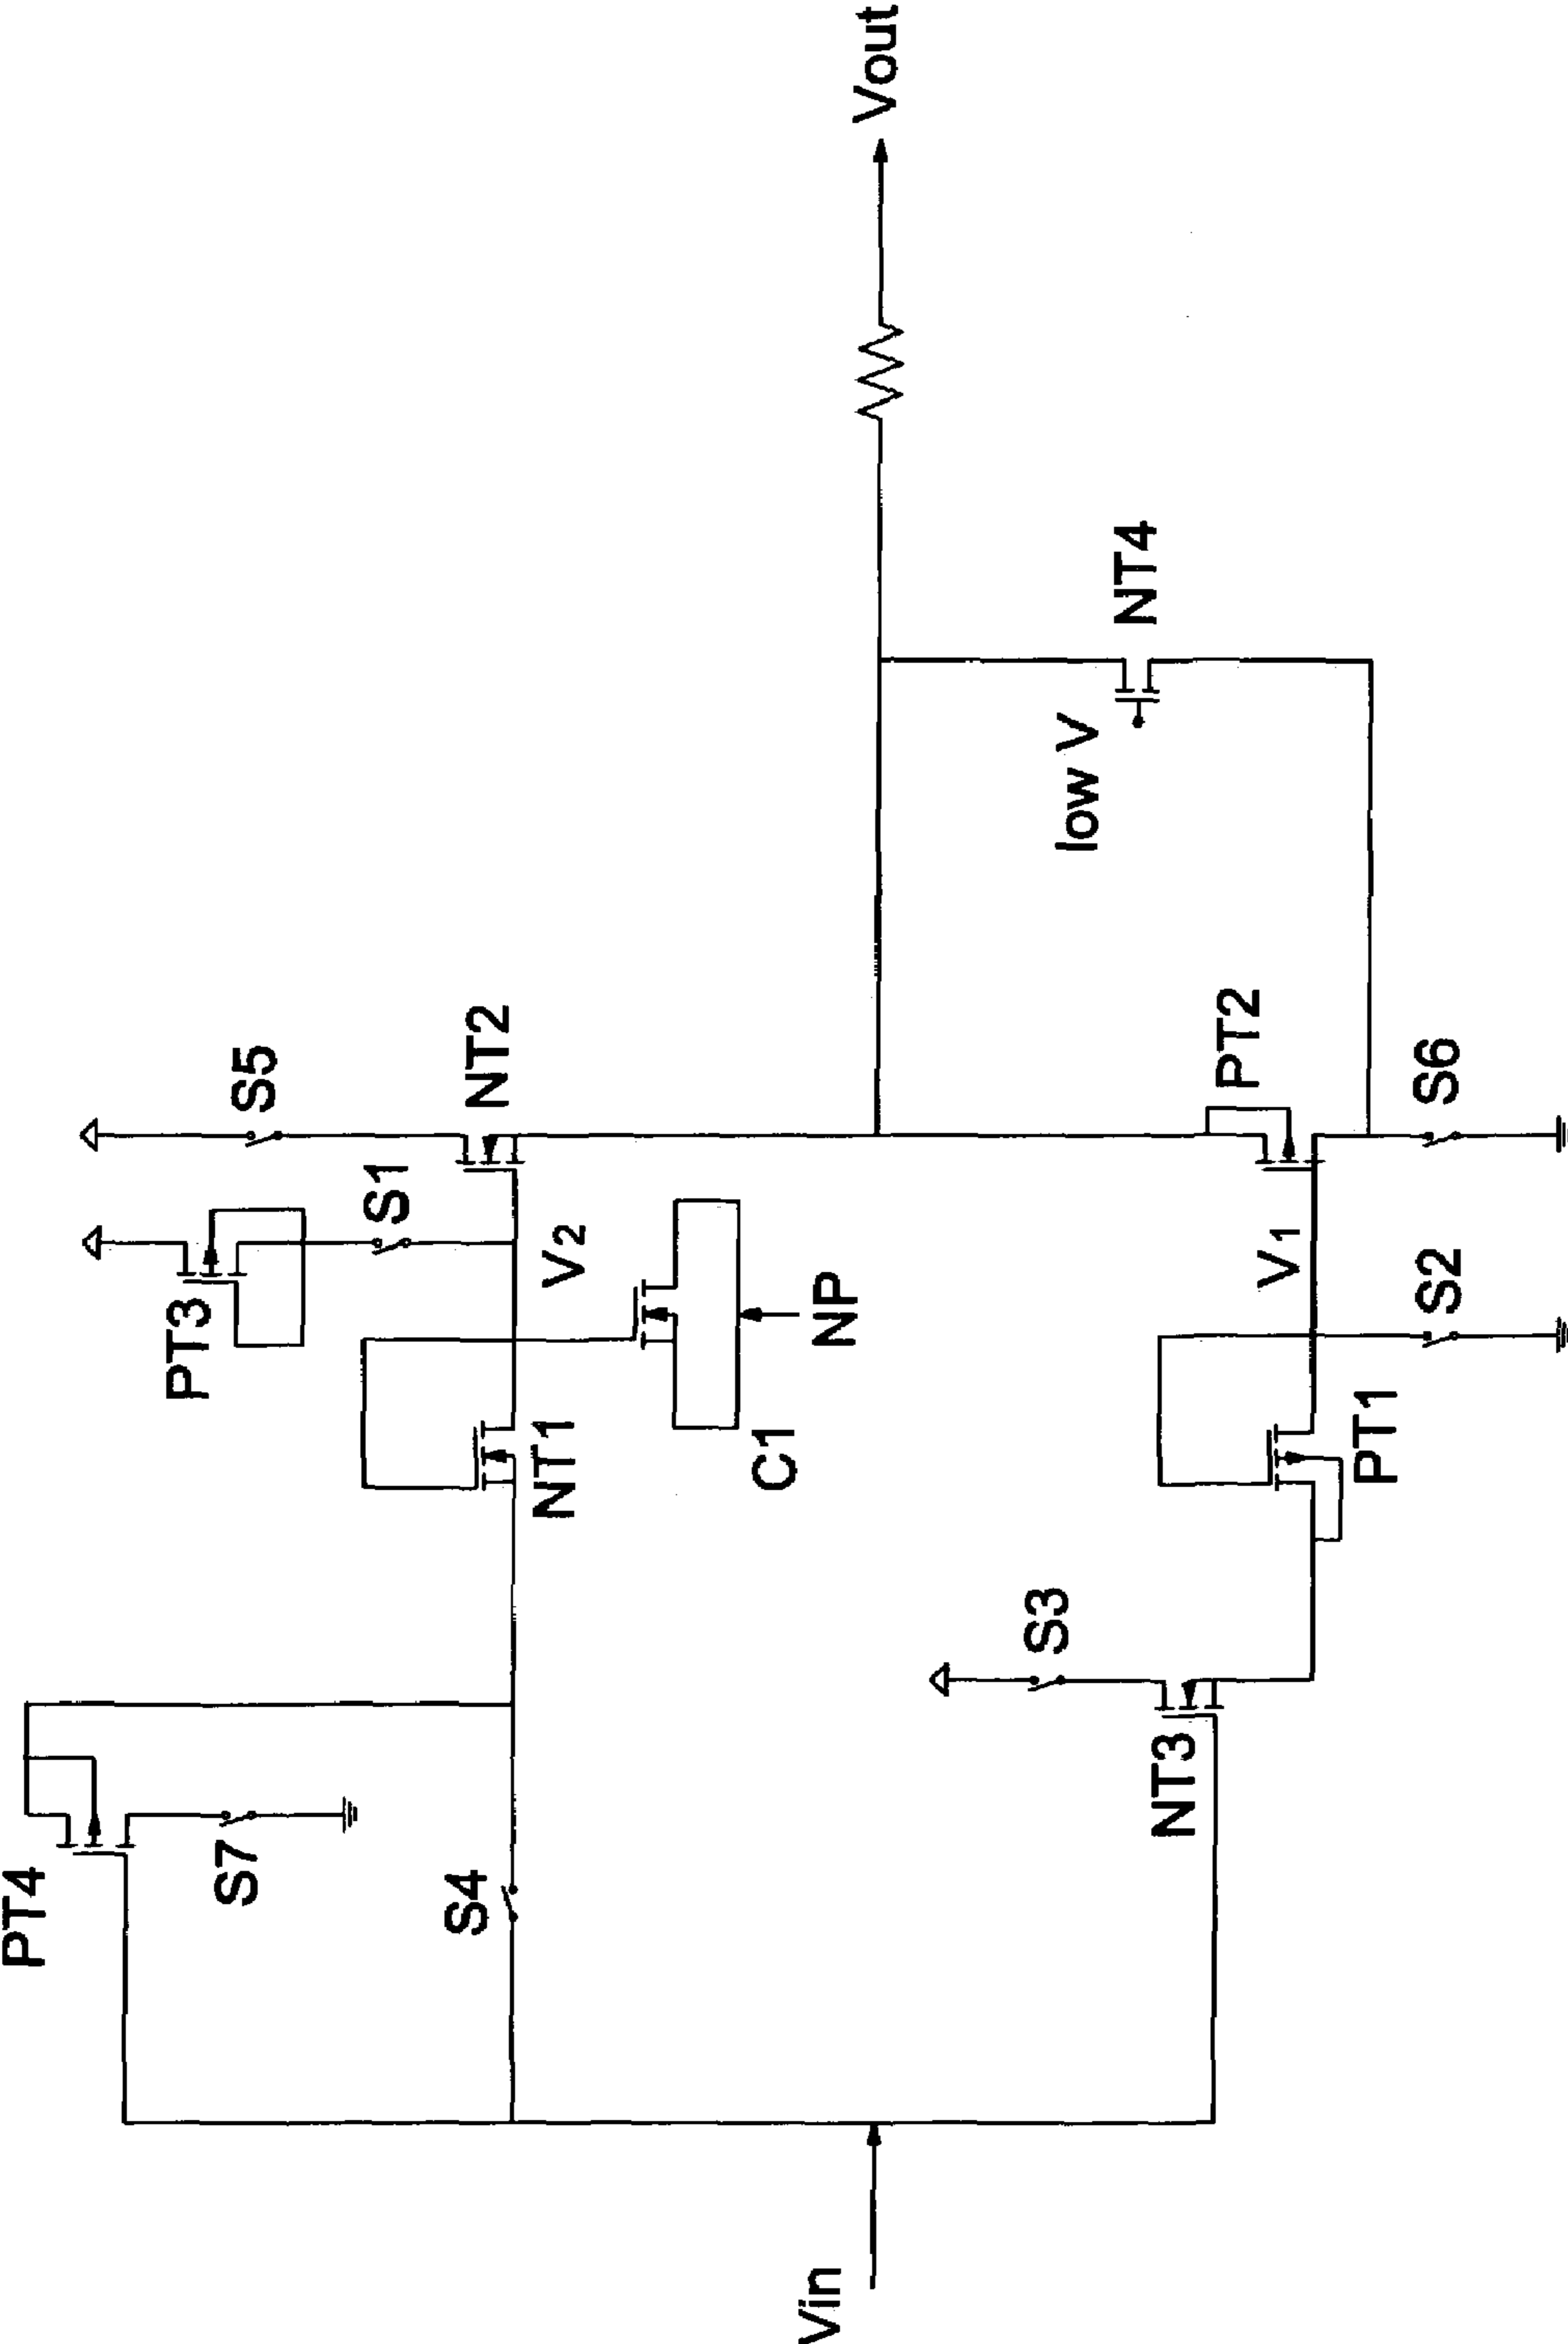 PT4
S7
S4
PT3
S1
S5
NT1
V2
NT2
C1
NP
Vin
Vout
S3
NT3
PT1
V1
PT2
S2
S6
low V
NT4